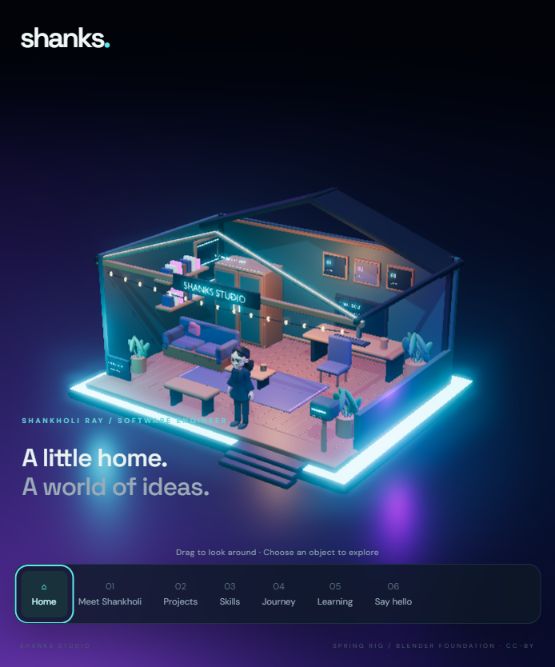 shanks.
SHANKS STUDIO
SHANKHOLI RAY / SOFTWARE ENGINEER
A little home.
A world of ideas.
Drag to look around · Choose an object to explore
⌂ 01 02 03 04 05 06
Home Meet Shankholi Projects Skills Journey Learning Say hello
SHANKS STUDIO
SPRING RIG / BLENDER FOUNDATION · CC-BY